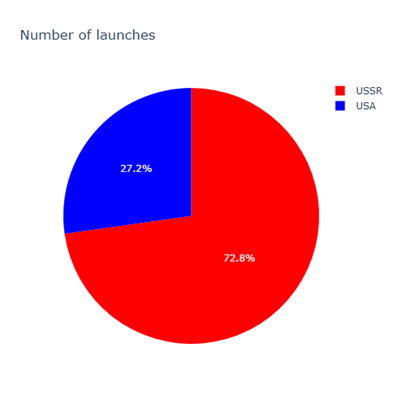 Number of launches
USSR
USA
27.2%
72.8%